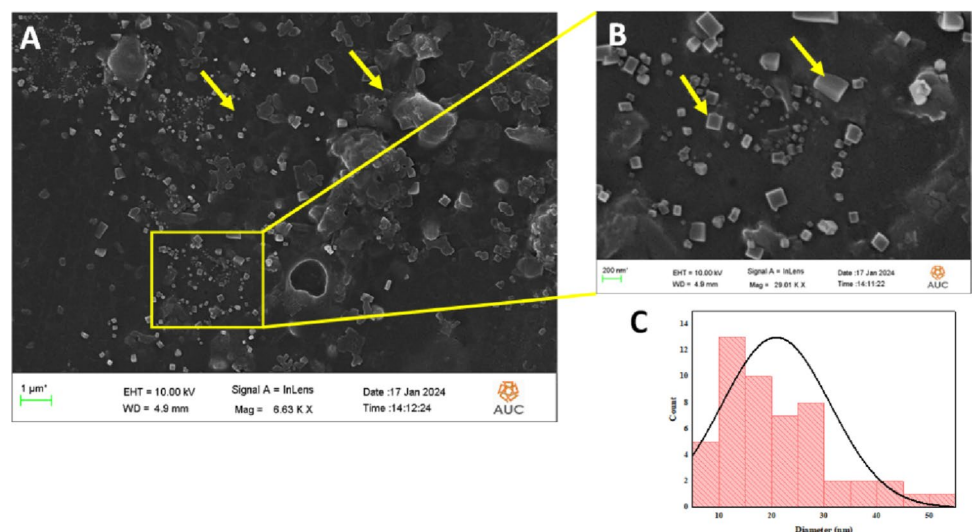 A
1 µm*
EHT = 10.00 kV
WD = 4.9 mm
Signal A = InLens
Mag = 6.63 K X
Date :17 Jan 2024
Time :14:12:24
AUC
B
200 nm*
EHT = 10.00 kV
WD = 4.9 mm
Signal A = InLens
Mag = 29.01 K X
Date :17 Jan 2024
Time :14:11:22
AUC
C
Count
14
12
10
8
6
4
2
0
10
20
30
40
50
Diameter (nm)